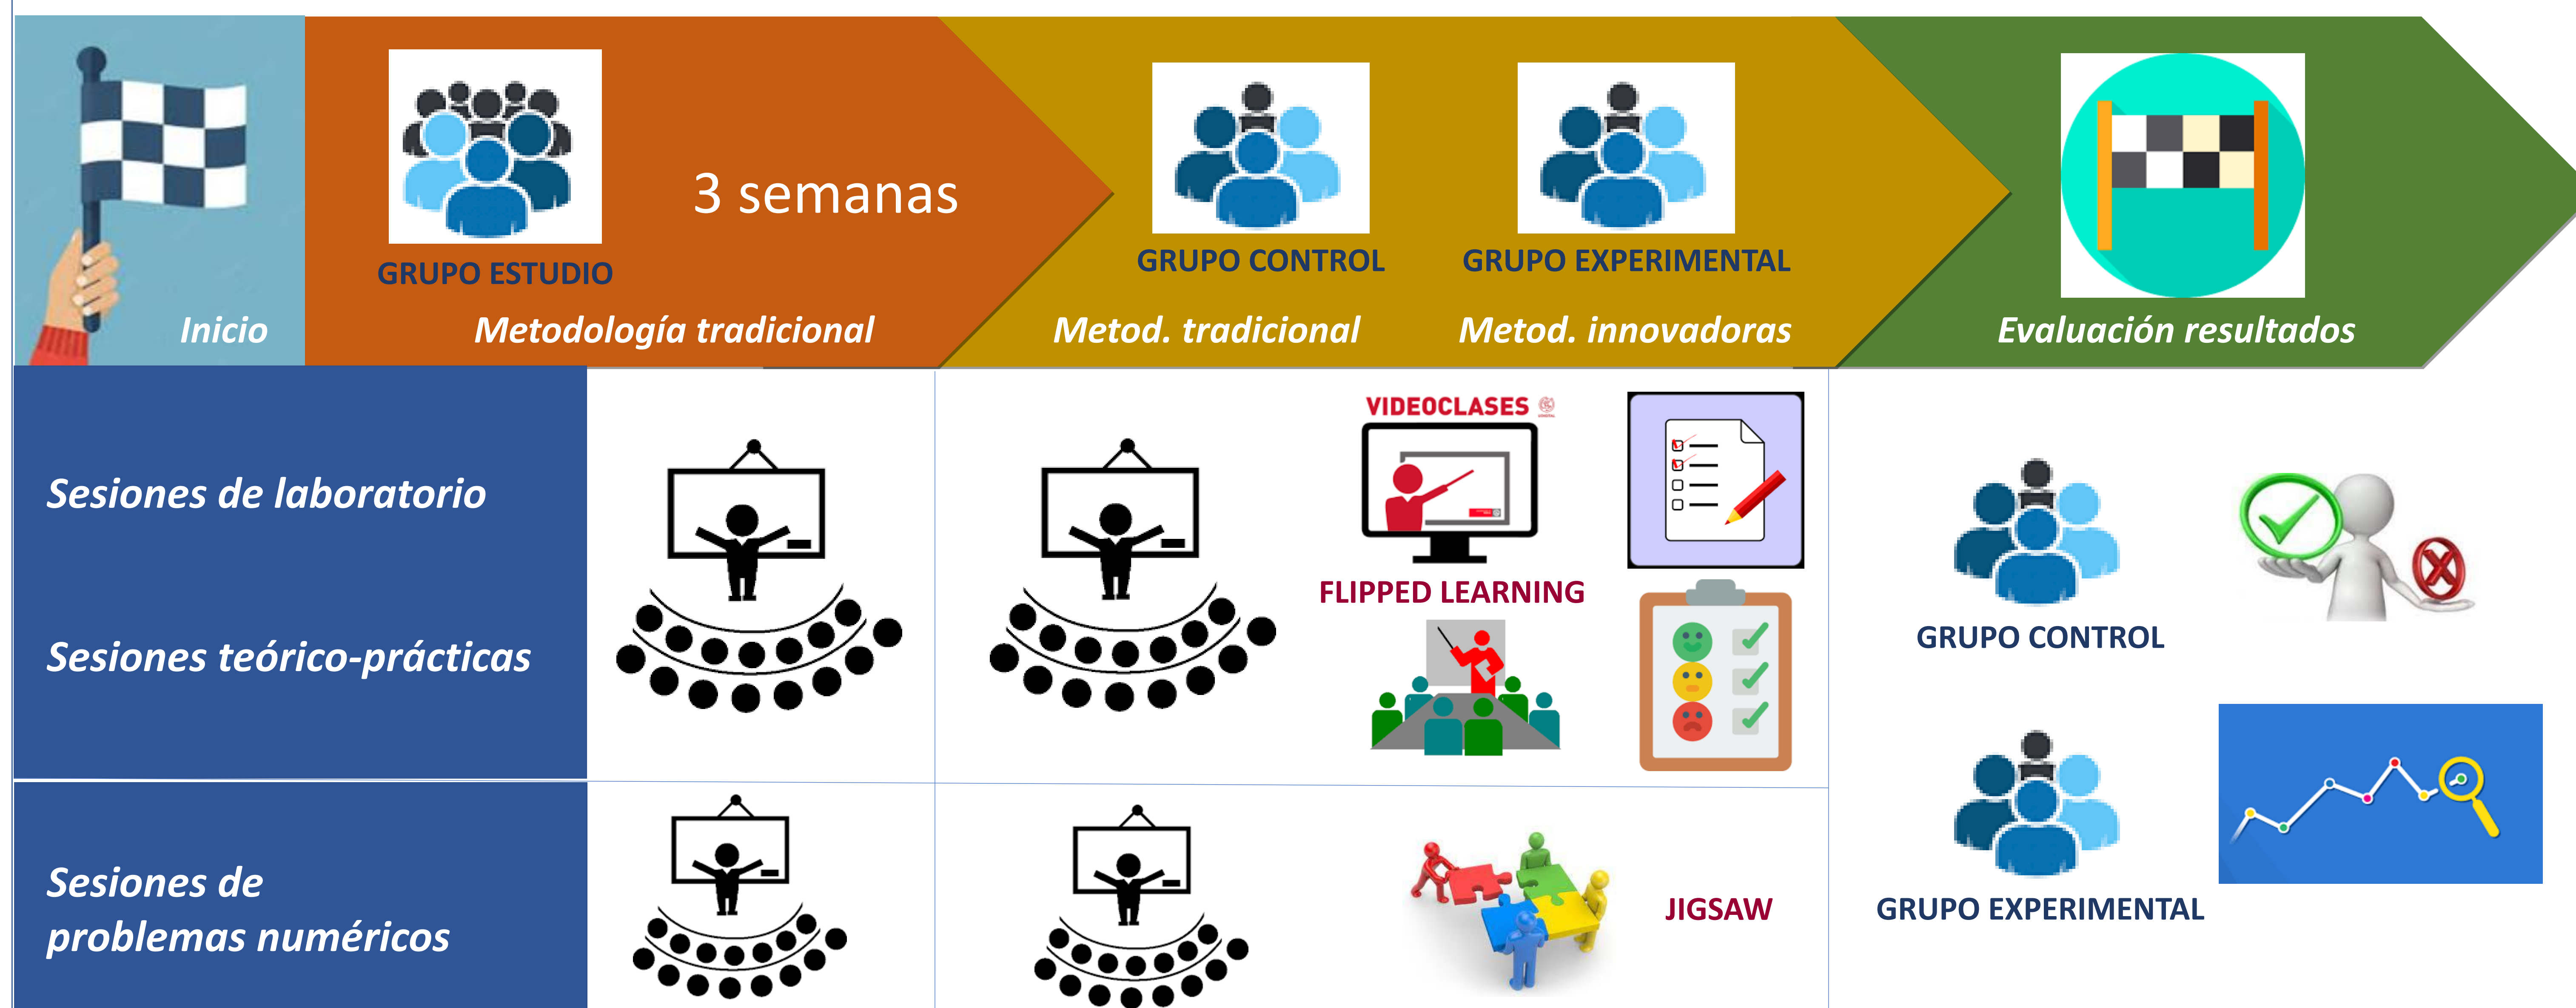 3 semanas
GRUPO ESTUDIO
GRUPO CONTROL
GRUPO EXPERIMENTAL
Inicio
Metodología tradicional
Metod. tradicional
Metod. innovadoras
Evaluación resultados
Sesiones de laboratorio
Sesiones teórico-prácticas
VIDEOCLASES
FLIPPED LEARNING
GRUPO CONTROL
Sesiones de
problemas numéricos
JIGSAW
GRUPO EXPERIMENTAL